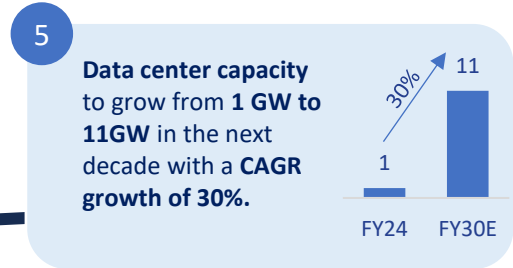 5
Data center capacity
to grow from 1 GW to
11GW in the next
decade with a CAGR
growth of 30%.
30%
11
1
FY24
FY30E